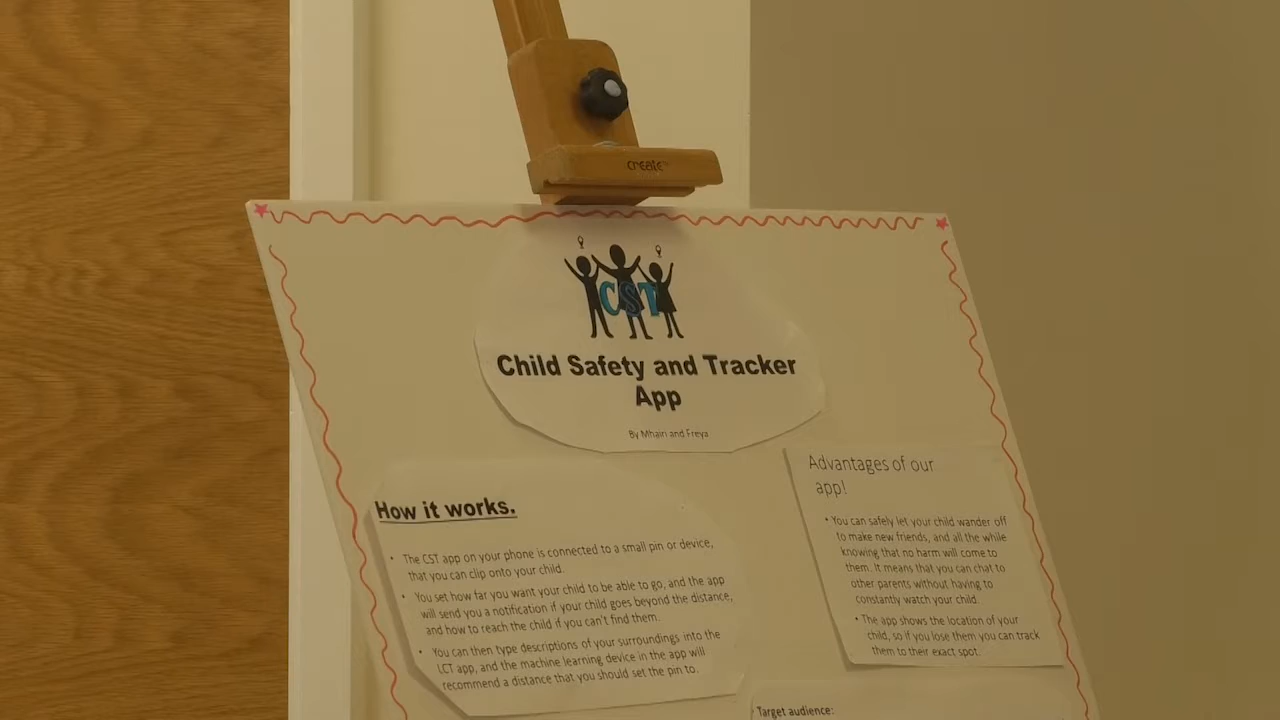 create
CST
Child Safety and Tracker
App
By Mhairi and Freya
How it works.
• The CST app on your phone is connected to a small pin or device,
that you can clip onto your child.
• You set how far you want your child to be able to go, and the app
will send you a notification if your child goes beyond the distance,
and how to reach the child if you can't find them.
• You can then type descriptions of your surroundings into the
LCT app, and the machine learning device in the app will
recommend a distance that you should set the pin to.
Advantages of our
app!
• You can safely let your child wander off
to make new friends, and all the while
knowing that no harm will come to
them. It means that you can chat to
other parents without having to
constantly watch your child.
• The app shows the location of your
child, so if you lose them you can track
them to their exact spot.
Target audience: